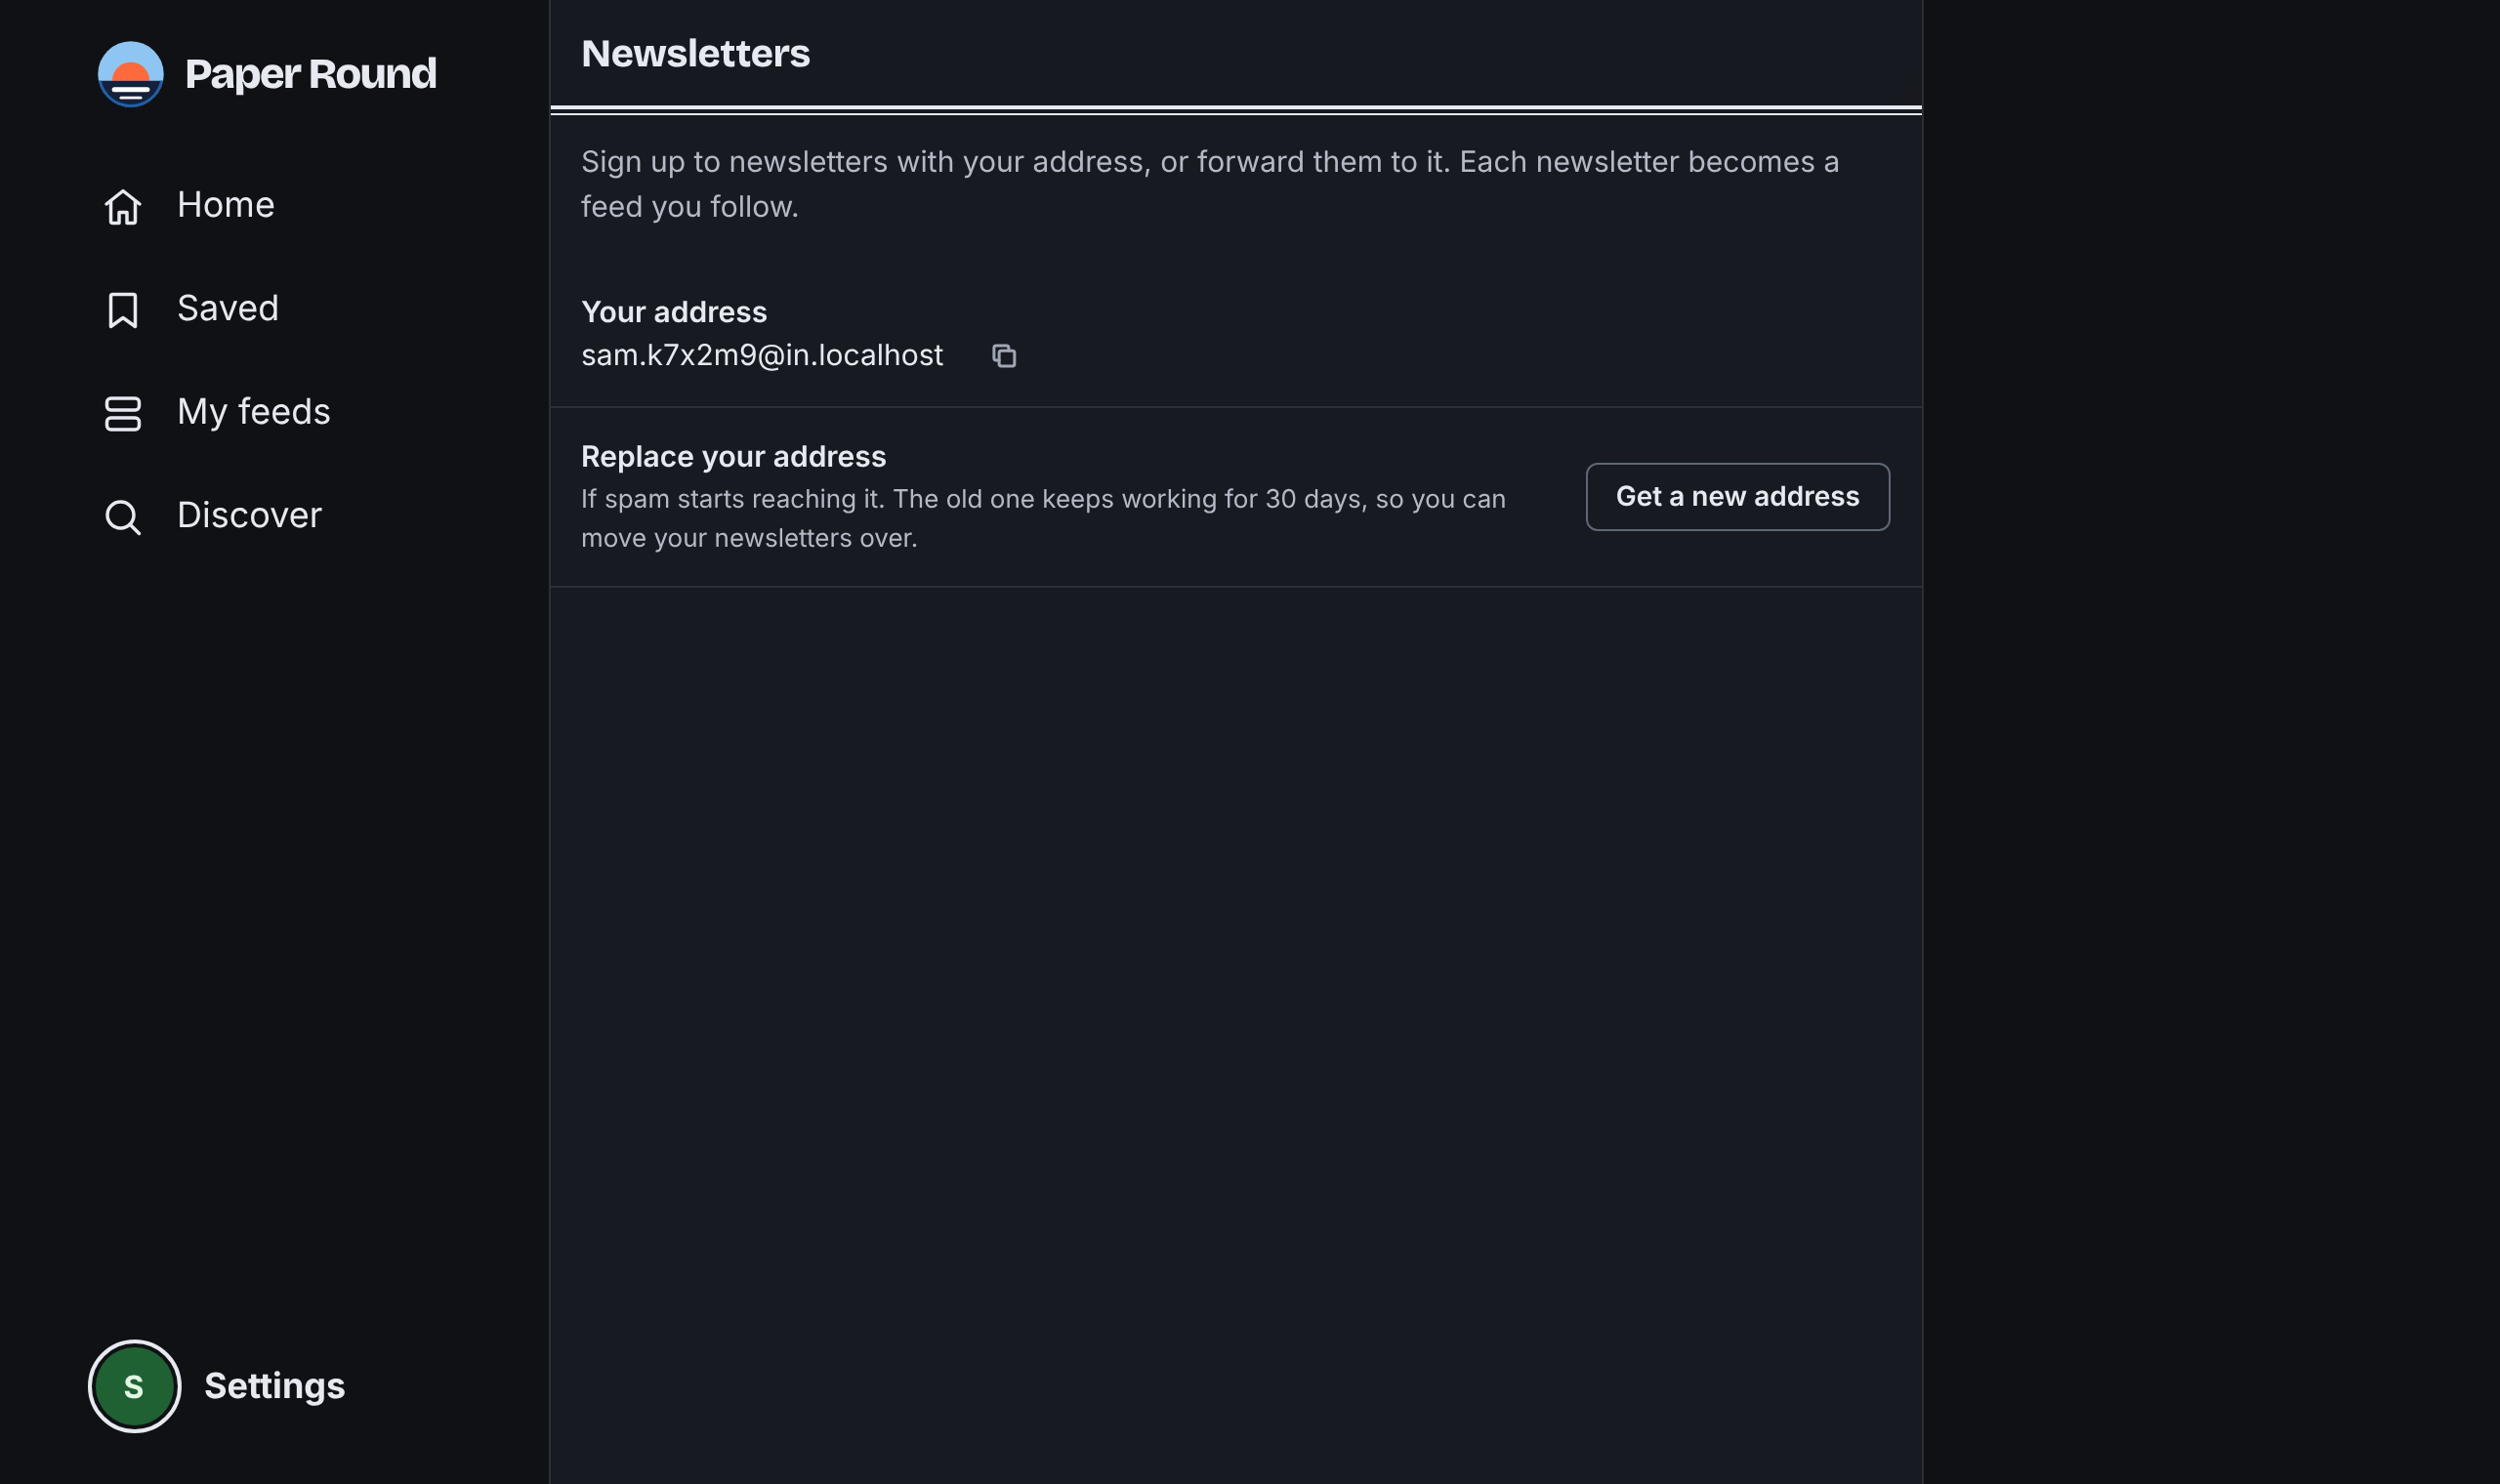 Paper Round
Home
Saved
My feeds
Discover
S
Settings
Newsletters
Sign up to newsletters with your address, or forward them to it. Each newsletter becomes a
feed you follow.
Your address
sam.k7x2m9@in.localhost
Replace your address
If spam starts reaching it. The old one keeps working for 30 days, so you can
move your newsletters over.
Get a new address